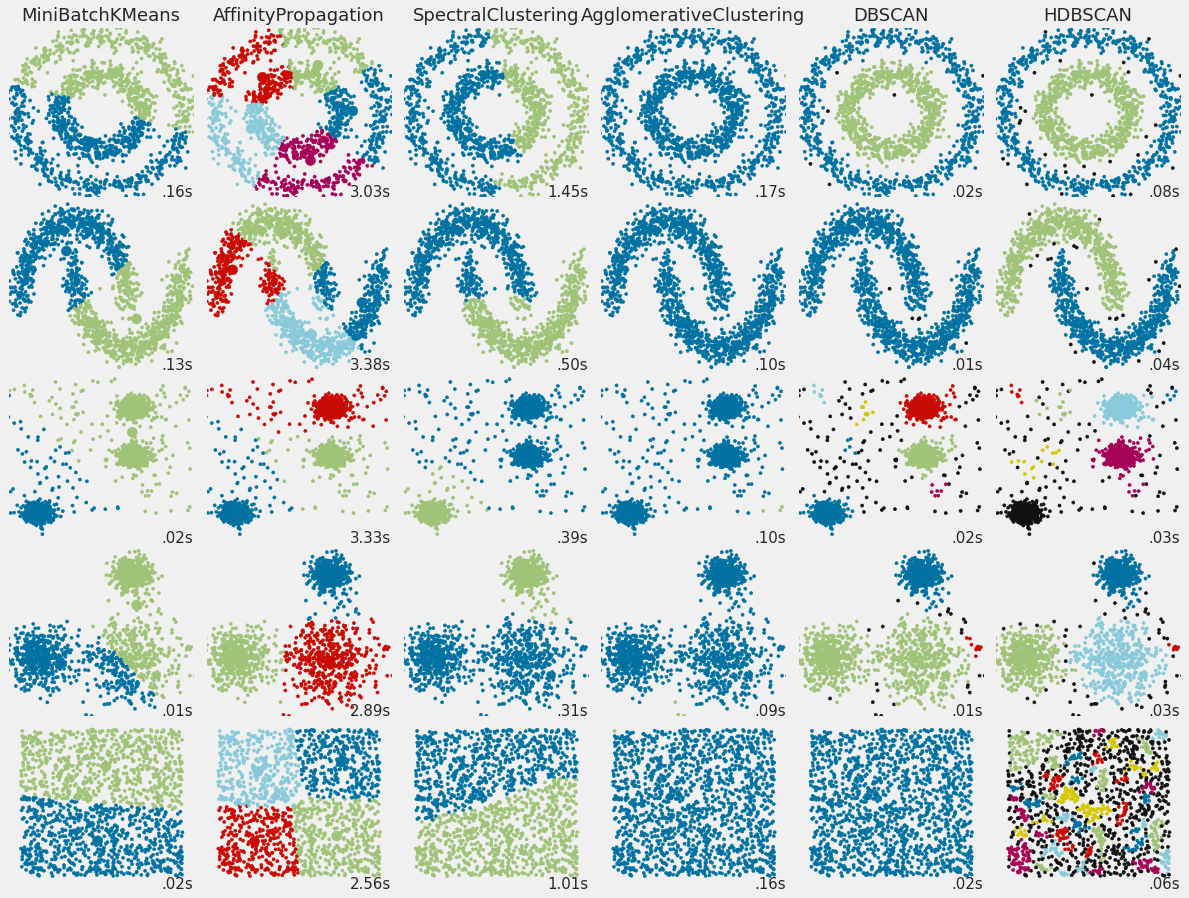 MiniBatchKMeans AffinityPropagation SpectralClustering AgglomerativeClustering DBSCAN HDBSCAN
.16s 3.03s 1.45s .17s .02s .08s
.13s 3.38s .50s .10s .01s .04s
.02s 3.33s .39s .10s .02s .03s
.01s 2.89s .31s .09s .01s .03s
.02s 2.56s 1.01s .16s .02s .06s